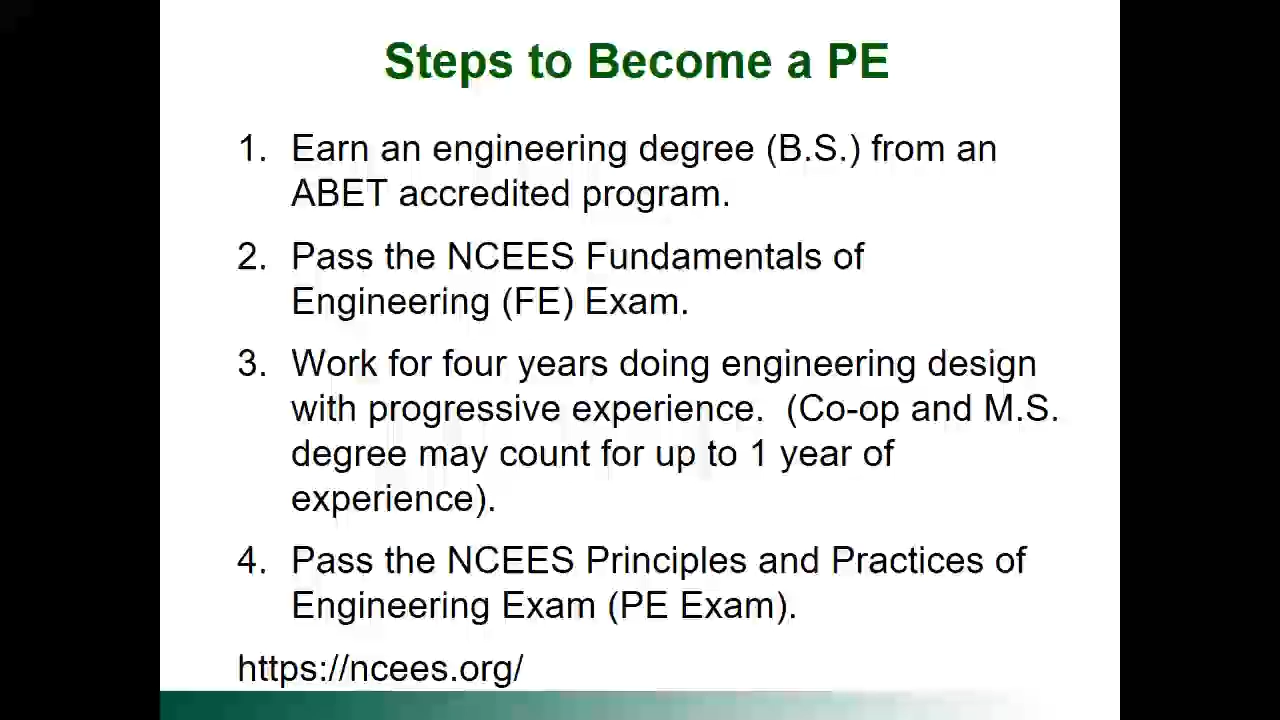 Steps to Become a PE
1. Earn an engineering degree (B.S.) from an
ABET accredited program.
2. Pass the NCEES Fundamentals of
Engineering (FE) Exam.
3. Work for four years doing engineering design
with progressive experience.  (Co-op and M.S.
degree may count for up to 1 year of
experience).
4. Pass the NCEES Principles and Practices of
Engineering Exam (PE Exam).
https://ncees.org/